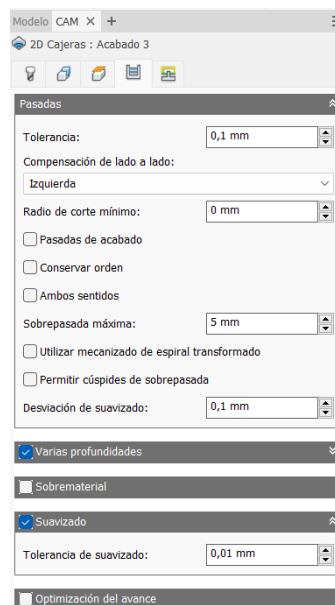 Modelo CAM × +
2D Cajeras : Acabado 3
Pasadas
Tolerancia: 0,1 mm
Compensación de lado a lado:
Izquierda
Radio de corte mínimo: 0 mm
Pasadas de acabado
Conservar orden
Ambos sentidos
Sobrepasada máxima: 5 mm
Utilizar mecanizado de espiral transformado
Permitir cúspides de sobrepasada
Desviación de suavizado: 0,1 mm
Varias profundidades
Sobrematerial
Suavizado
Tolerancia de suavizado: 0,01 mm
Optimización del avance